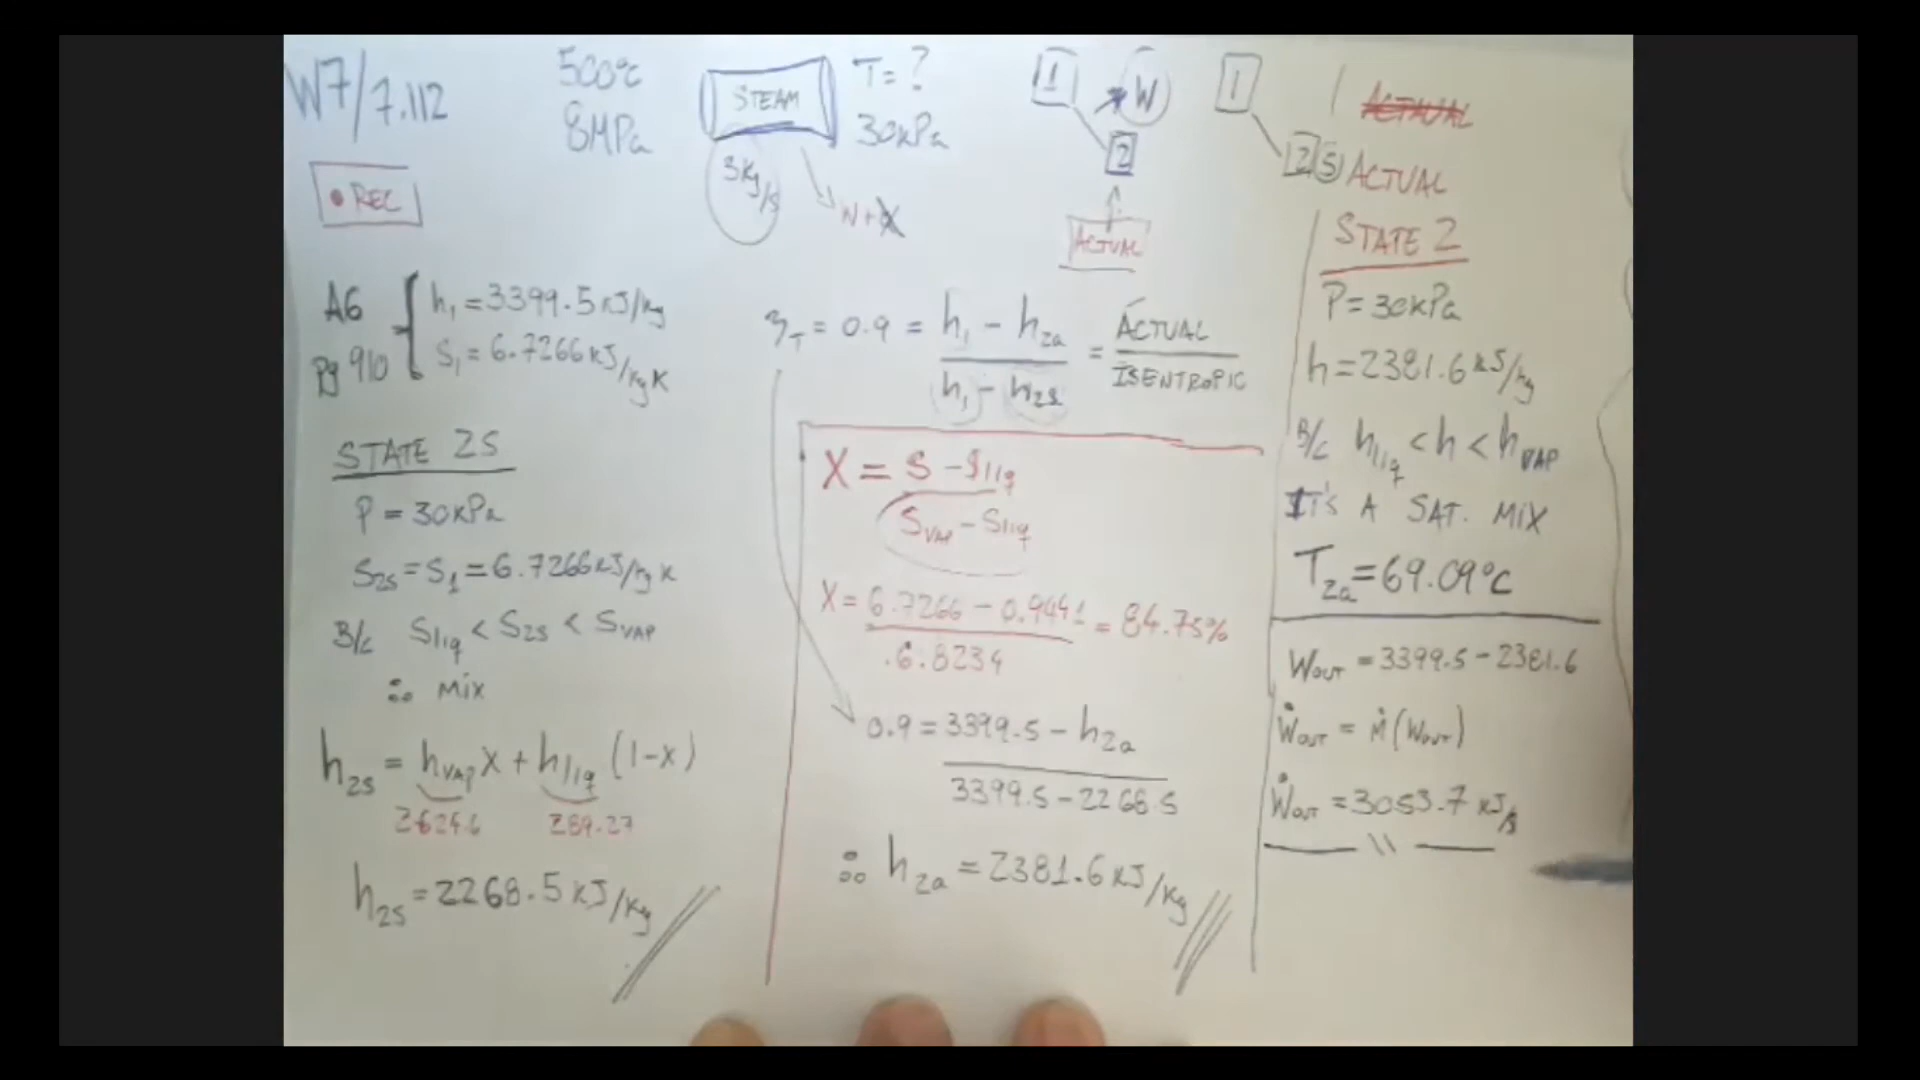 W7/7.112
500°C
8MPa
STEAM
3Kg/s
T= ?
30kPa
1
W
2
ACTUAL
1
2S
ACTUAL
ACTUAL
• REC
A6
Pg 910
h₁ = 3399.5 kJ/kg
S₁ = 6.7266 kJ/kg K
STATE 2S
P = 30kPa
S₂s = S₁ = 6.7266 kJ/kg K
B/c Sliq < S₂s < SVAP
∴ MIX
h₂s = hVAP X + hliq (1-X)
2624.6 289.27
h₂s = 2268.5 kJ/kg
ηT = 0.9 = h₁ - h₂a / h₁ - h₂s = ACTUAL / ISENTROPIC
X = S - Sliq / SVAP - Sliq
X = 6.7266 - 0.9441 / 6.8234 = 84.75%
0.9 = 3399.5 - h₂a / 3399.5 - 2268.5
∴ h₂a = 2381.6 kJ/kg
STATE 2
P = 30kPa
h = 2381.6 kJ/kg
B/c hliq < h < hVAP
IT'S A SAT. MIX
T₂a = 69.09°C
WOUT = 3399.5 - 2381.6
ẆOUT = ṁ (WOUT)
ẆOUT = 3053.7 kJ/s